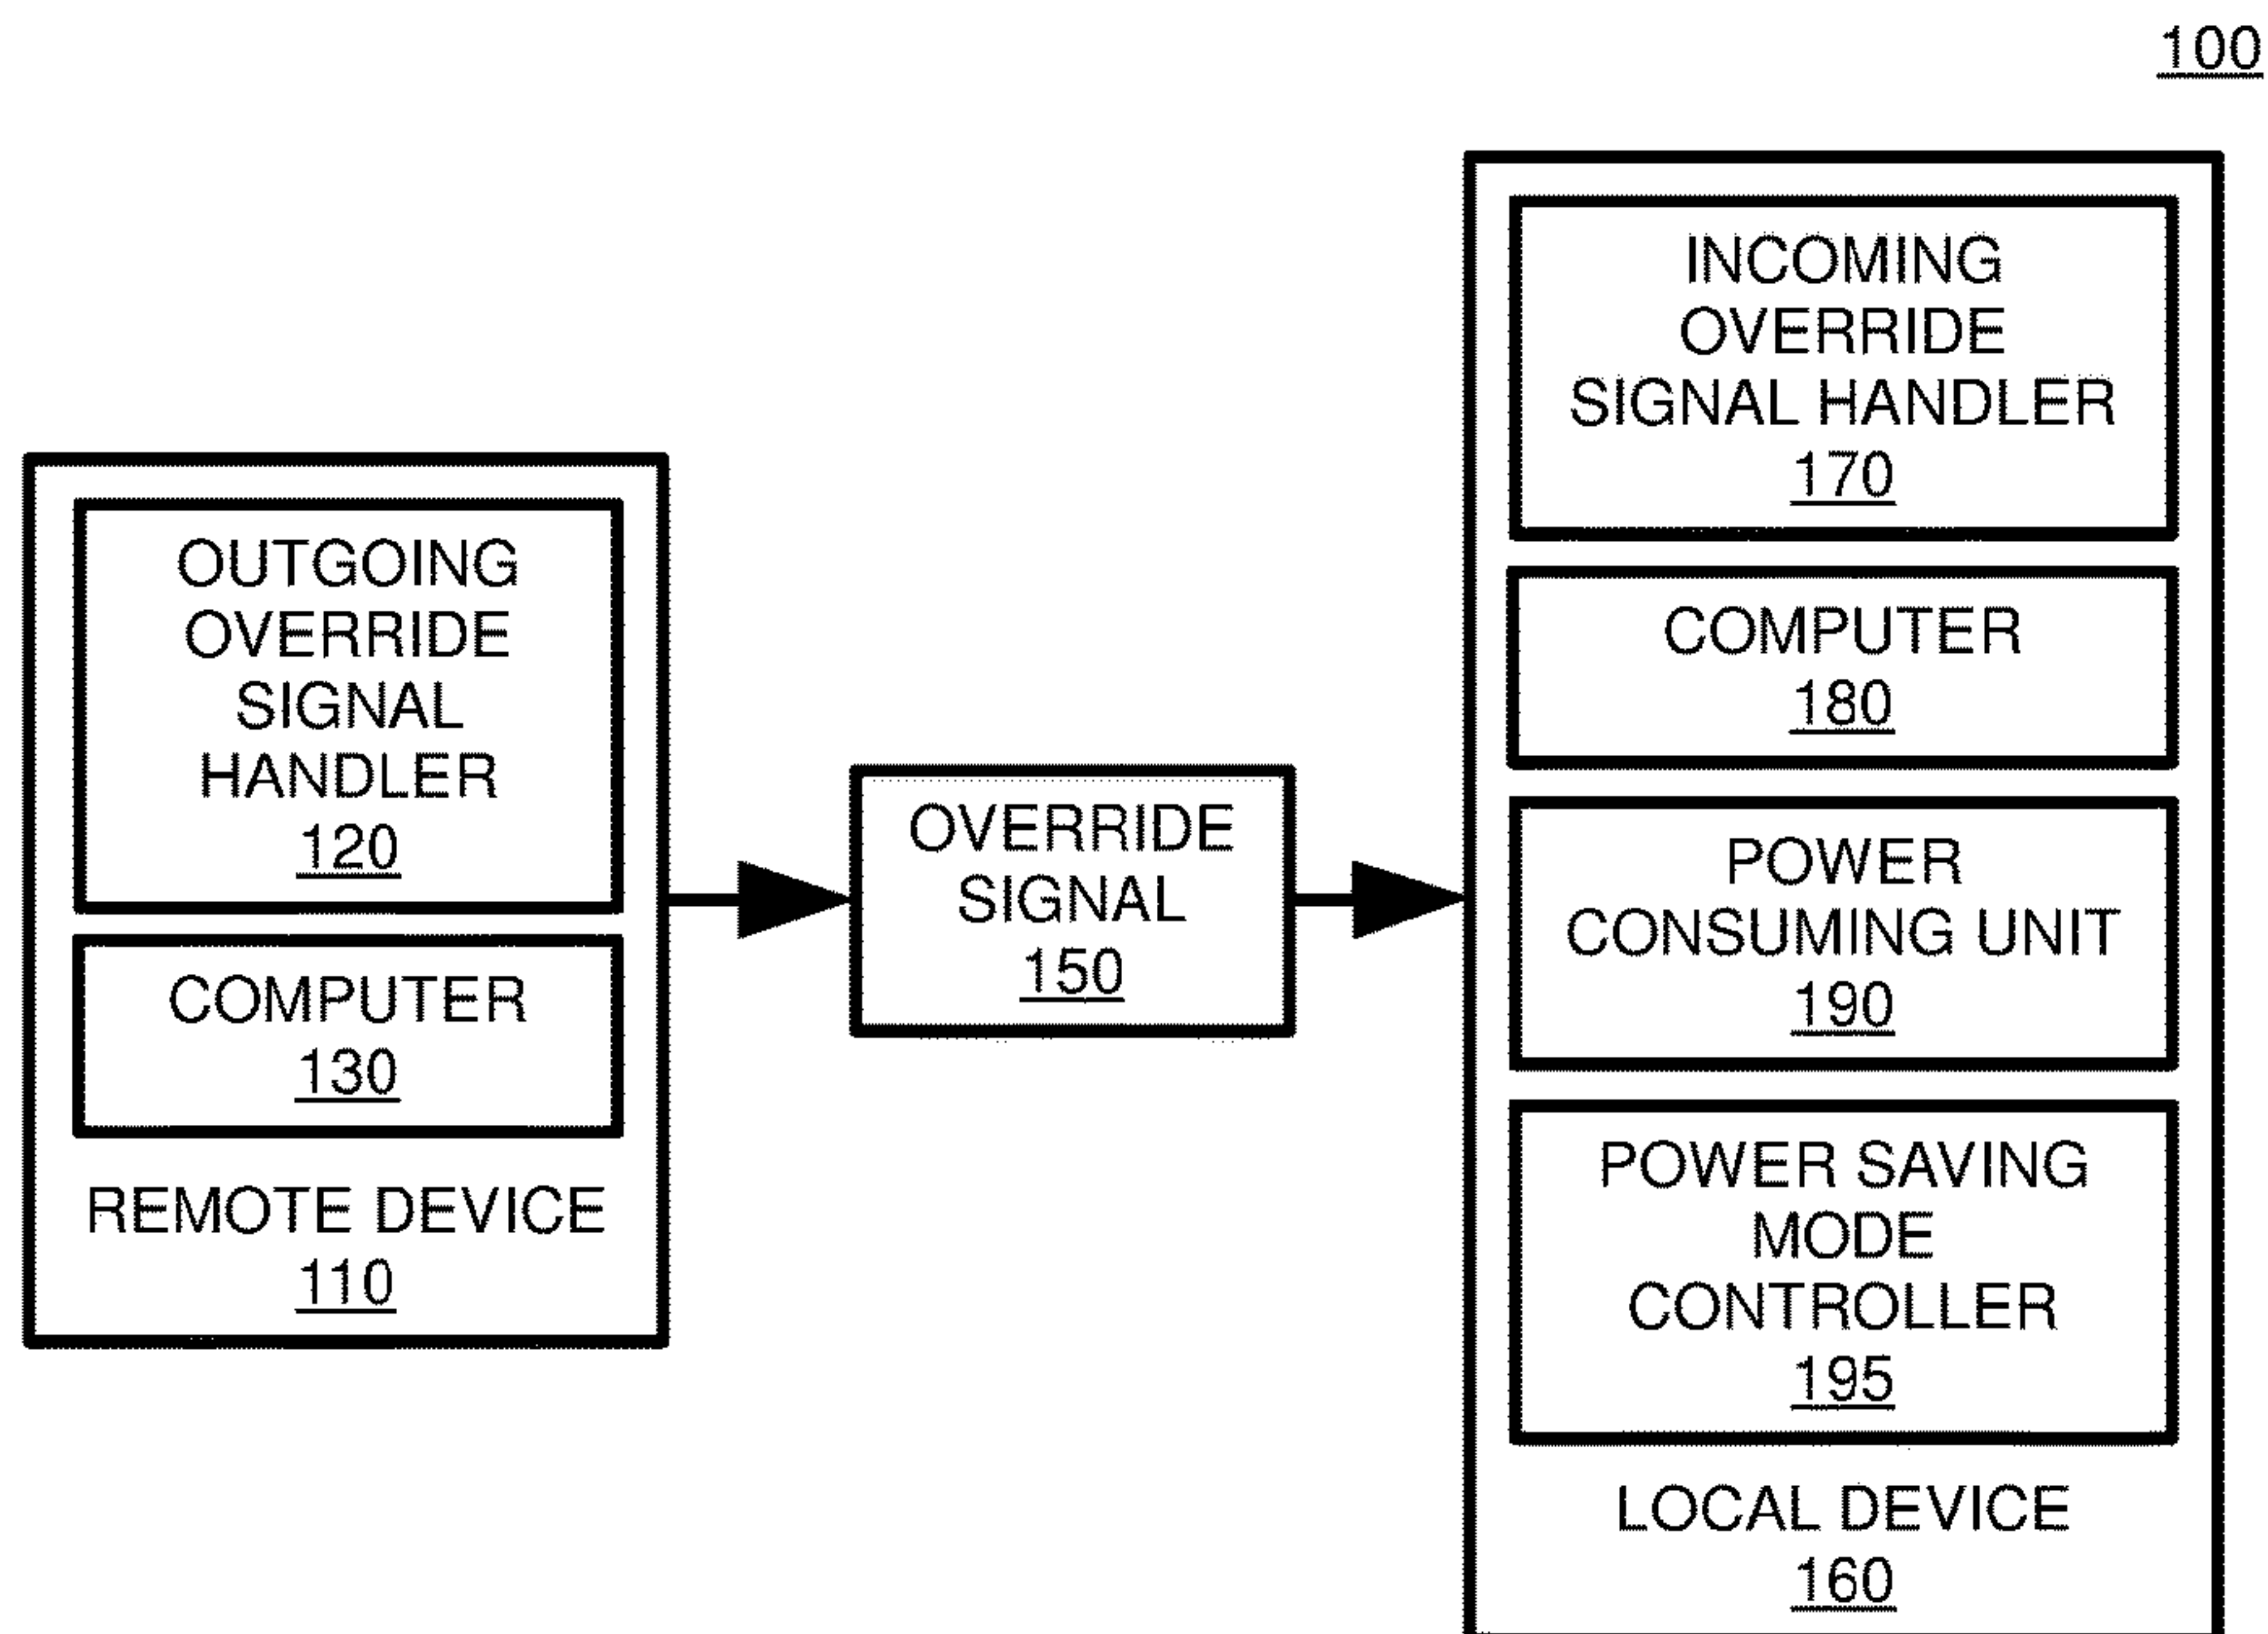 100
OUTGOING
OVERRIDE
SIGNAL
HANDLER
120
COMPUTER
130
REMOTE DEVICE
110
OVERRIDE
SIGNAL
150
INCOMING
OVERRIDE
SIGNAL HANDLER
170
COMPUTER
180
POWER
CONSUMING UNIT
190
POWER SAVING
MODE
CONTROLLER
195
LOCAL DEVICE
160